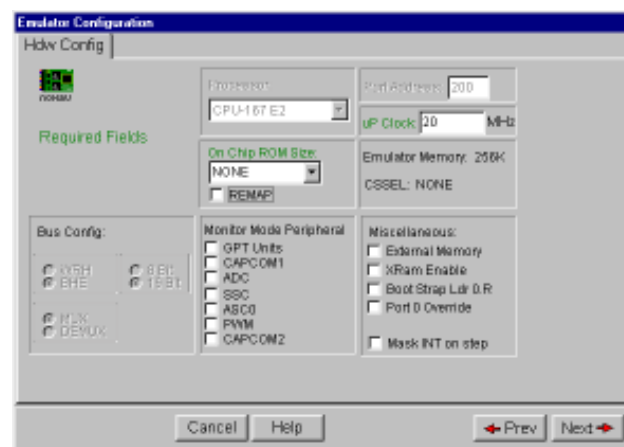 Emulator Configuration
Hdw Config
nohau
Required Fields
Processor:
CPU-167 E2
Port Address: 200
uP Clock: 20 MHz
On Chip ROM Size:
NONE
REMAP
Emulator Memory: 256K
CSSEL: NONE
Bus Config:
WRH
BHE
8 Bit
16 Bit
MUX
DEMUX
Monitor Mode Peripheral
GPT Units
CAPCOM1
ADC
SSC
ASC0
PWM
CAPCOM2
Miscellaneous:
External Memory
XRam Enable
Boot Strap Ldr O.R
Port 0 Override
Mask INT on step
Cancel
Help
Prev
Next